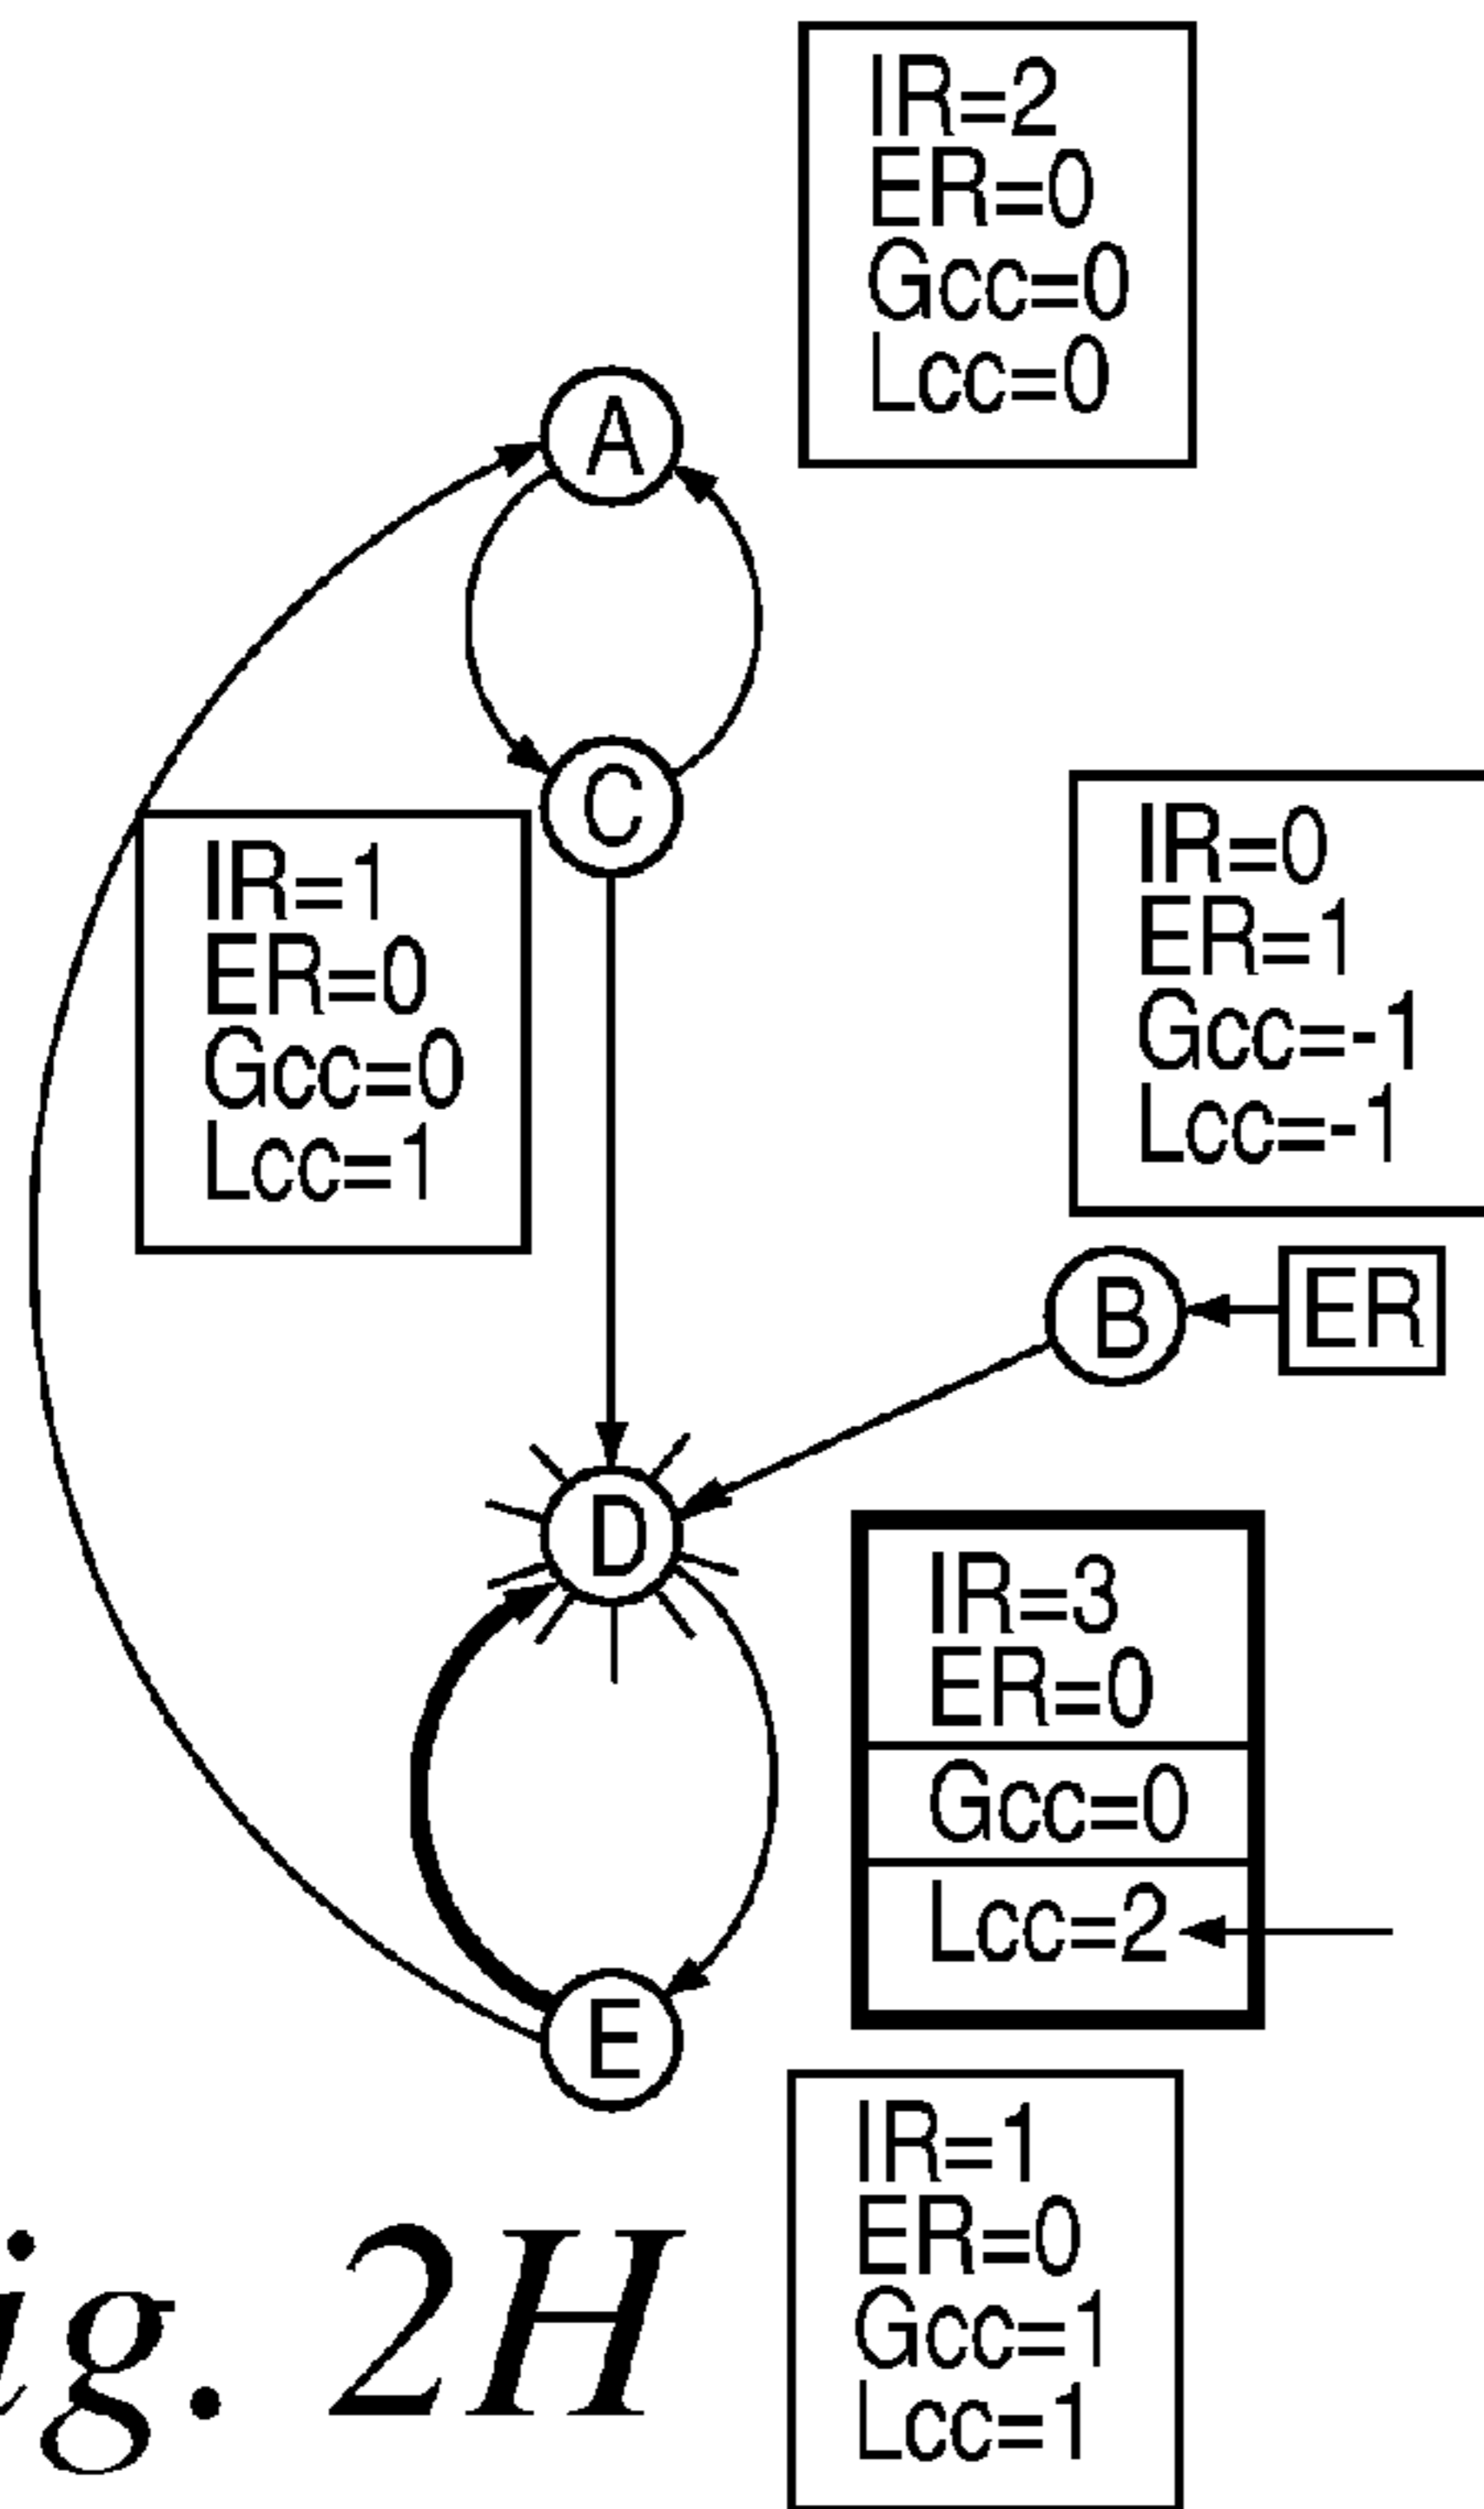 IR=2
ER=0
Gcc=0
Lcc=0
A
C
IR=1
ER=0
Gcc=0
Lcc=1
IR=0
ER=1
Gcc=-1
Lcc=-1
B
ER
D
IR=3
ER=0
Gcc=0
Lcc=2
E
IR=1
ER=0
Gcc=1
Lcc=1
ig. 2H